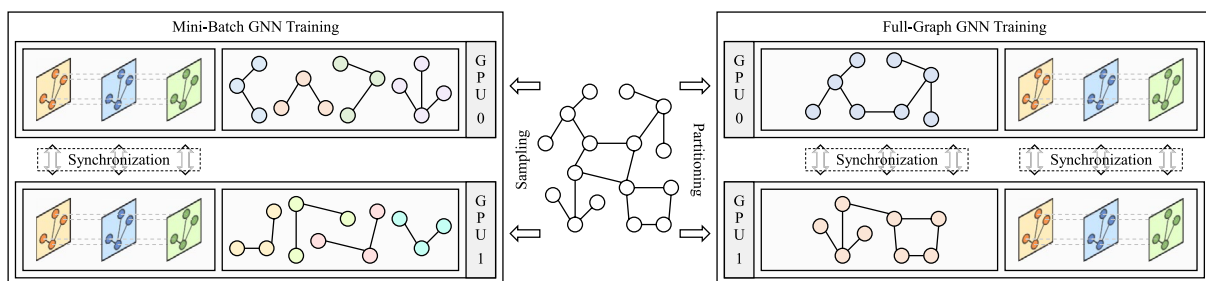 Mini-Batch GNN Training
GPU 0
Synchronization
GPU 1
Sampling
Partitioning
Full-Graph GNN Training
GPU 0
Synchronization
Synchronization
GPU 1